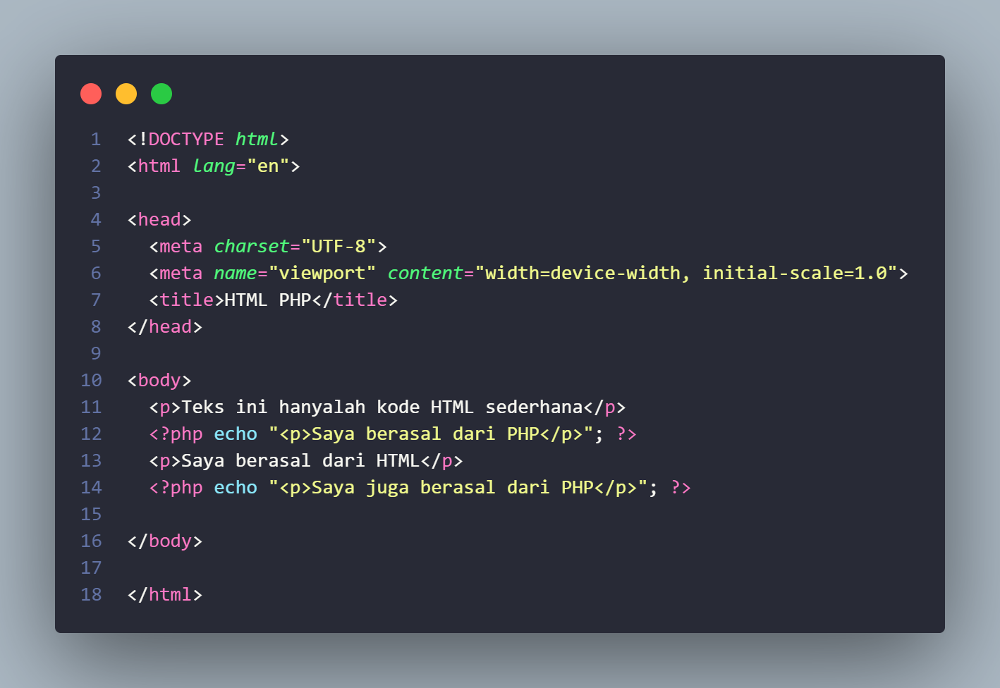 1 <!DOCTYPE html>
2 <html lang="en">
3
4 <head>
5   <meta charset="UTF-8">
6   <meta name="viewport" content="width=device-width, initial-scale=1.0">
7   <title>HTML PHP</title>
8 </head>
9
10 <body>
11   <p>Teks ini hanyalah kode HTML sederhana</p>
12   <?php echo "<p>Saya berasal dari PHP</p>"; ?>
13   <p>Saya berasal dari HTML</p>
14   <?php echo "<p>Saya juga berasal dari PHP</p>"; ?>
15
16 </body>
17
18 </html>